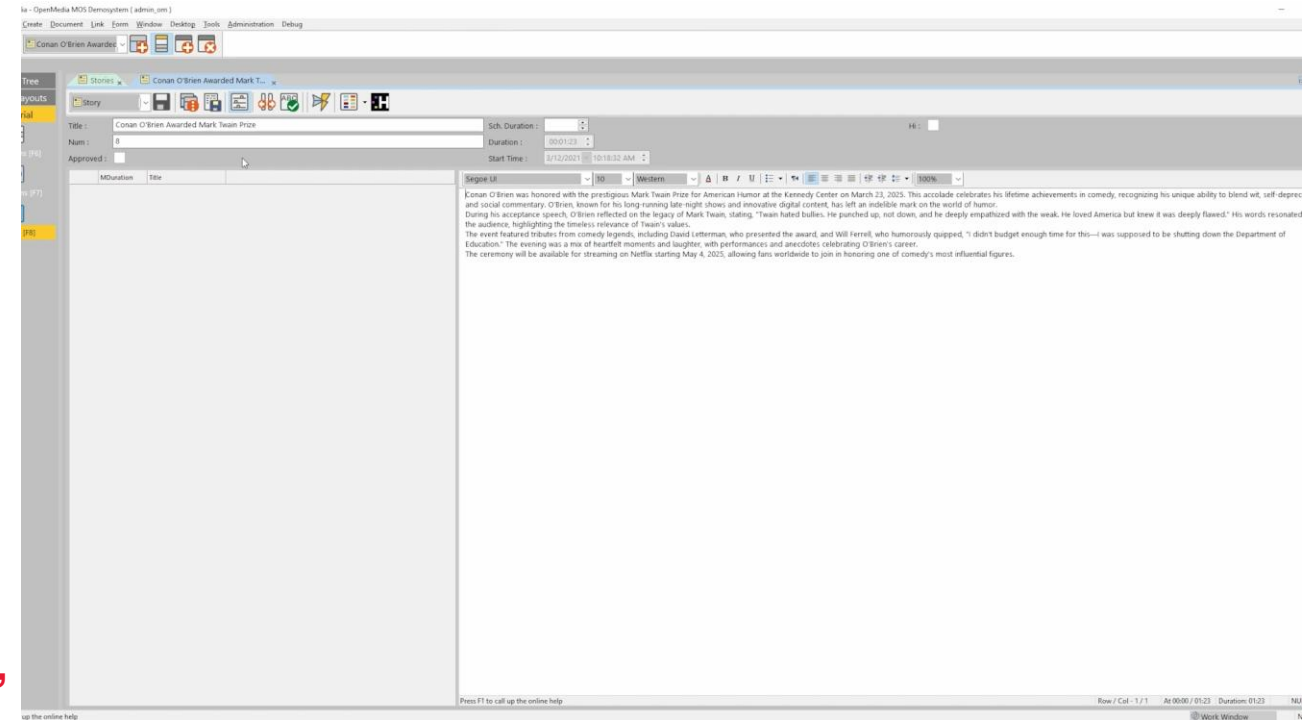 ia - OpenMedia MOS Demosystem ( admin_om )
Create Document Link Form Window Desktop Tools Administration Debug
Conan O'Brien Awarded
Tree
Stories
Conan O'Brien Awarded Mark T...
ayouts
Story
rial
Title :
Conan O'Brien Awarded Mark Twain Prize
Sch. Duration :
Hi :
Num :
8
Duration :
00:01:23
[F6]
Approved :
Start Time :
3/12/2021
10:18:32 AM
MDuration Title
Segoe UI 10 Western A B I U 100%
[F7]
Conan O'Brien was honored with the prestigious Mark Twain Prize for American Humor at the Kennedy Center on March 23, 2025. This accolade celebrates his lifetime achievements in comedy, recognizing his unique ability to blend wit, self-deprec
and social commentary. O'Brien, known for his long-running late-night shows and innovative digital content, has left an indelible mark on the world of humor.
During his acceptance speech, O'Brien reflected on the legacy of Mark Twain, stating, "Twain hated bullies. He punched up, not down, and he deeply empathized with the weak. He loved America but knew it was deeply flawed." His words resonated
the audience, highlighting the timeless relevance of Twain's values.
[F8]
The event featured tributes from comedy legends, including David Letterman, who presented the award, and Will Ferrell, who humorously quipped, "I didn't budget enough time for this—I was supposed to be shutting down the Department of
Education." The evening was a mix of heartfelt moments and laughter, with performances and anecdotes celebrating O'Brien's career.
The ceremony will be available for streaming on Netflix starting May 4, 2025, allowing fans worldwide to join in honoring one of comedy's most influential figures.
Press F1 to call up the online help
Row / Col - 1 / 1 At 00:00 / 01:23 Duration: 01:23 NU
up the online help
Work Window N